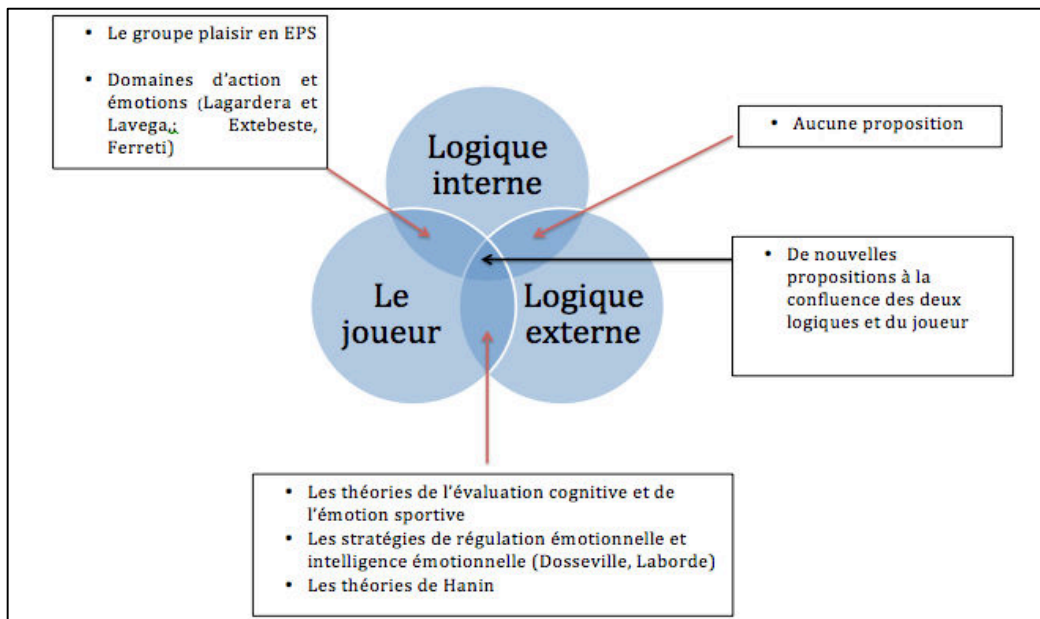 • Le groupe plaisir en EPS
• Domaines d'action et
émotions (Lagardera et
Lavega,; Extebeste,
Ferreti)
Logique
interne
• Aucune proposition
Le
joueur
Logique
externe
• De nouvelles
propositions à la
confluence des deux
logiques et du joueur
• Les théories de l'évaluation cognitive et de
l'émotion sportive
• Les stratégies de régulation émotionnelle et
intelligence émotionnelle (Dosseville, Laborde)
• Les théories de Hanin